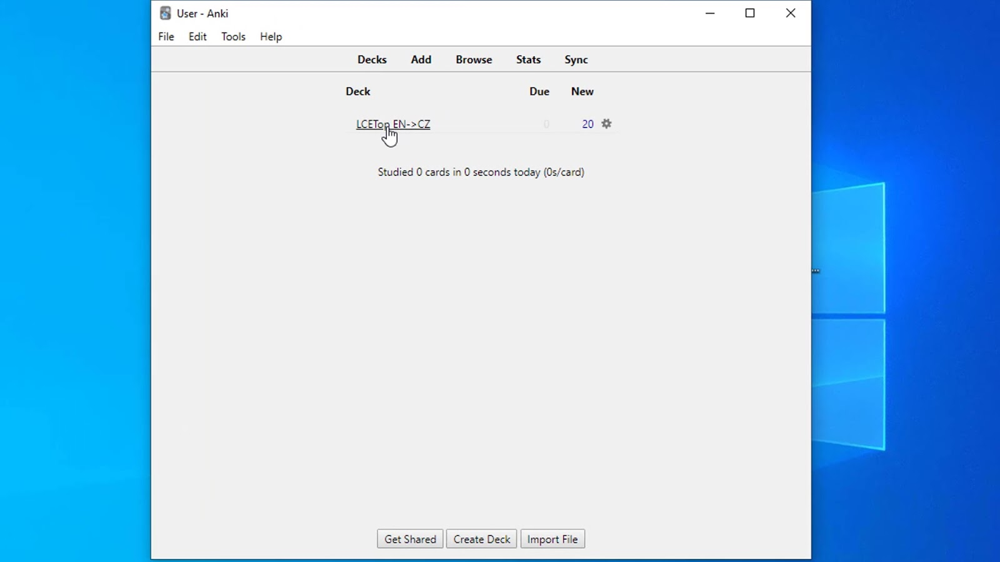 User - Anki
File Edit Tools Help
Decks Add Browse Stats Sync
Deck Due New
LCETop EN->CZ 0 20
Studied 0 cards in 0 seconds today (0s/card)
...
Get Shared Create Deck Import File